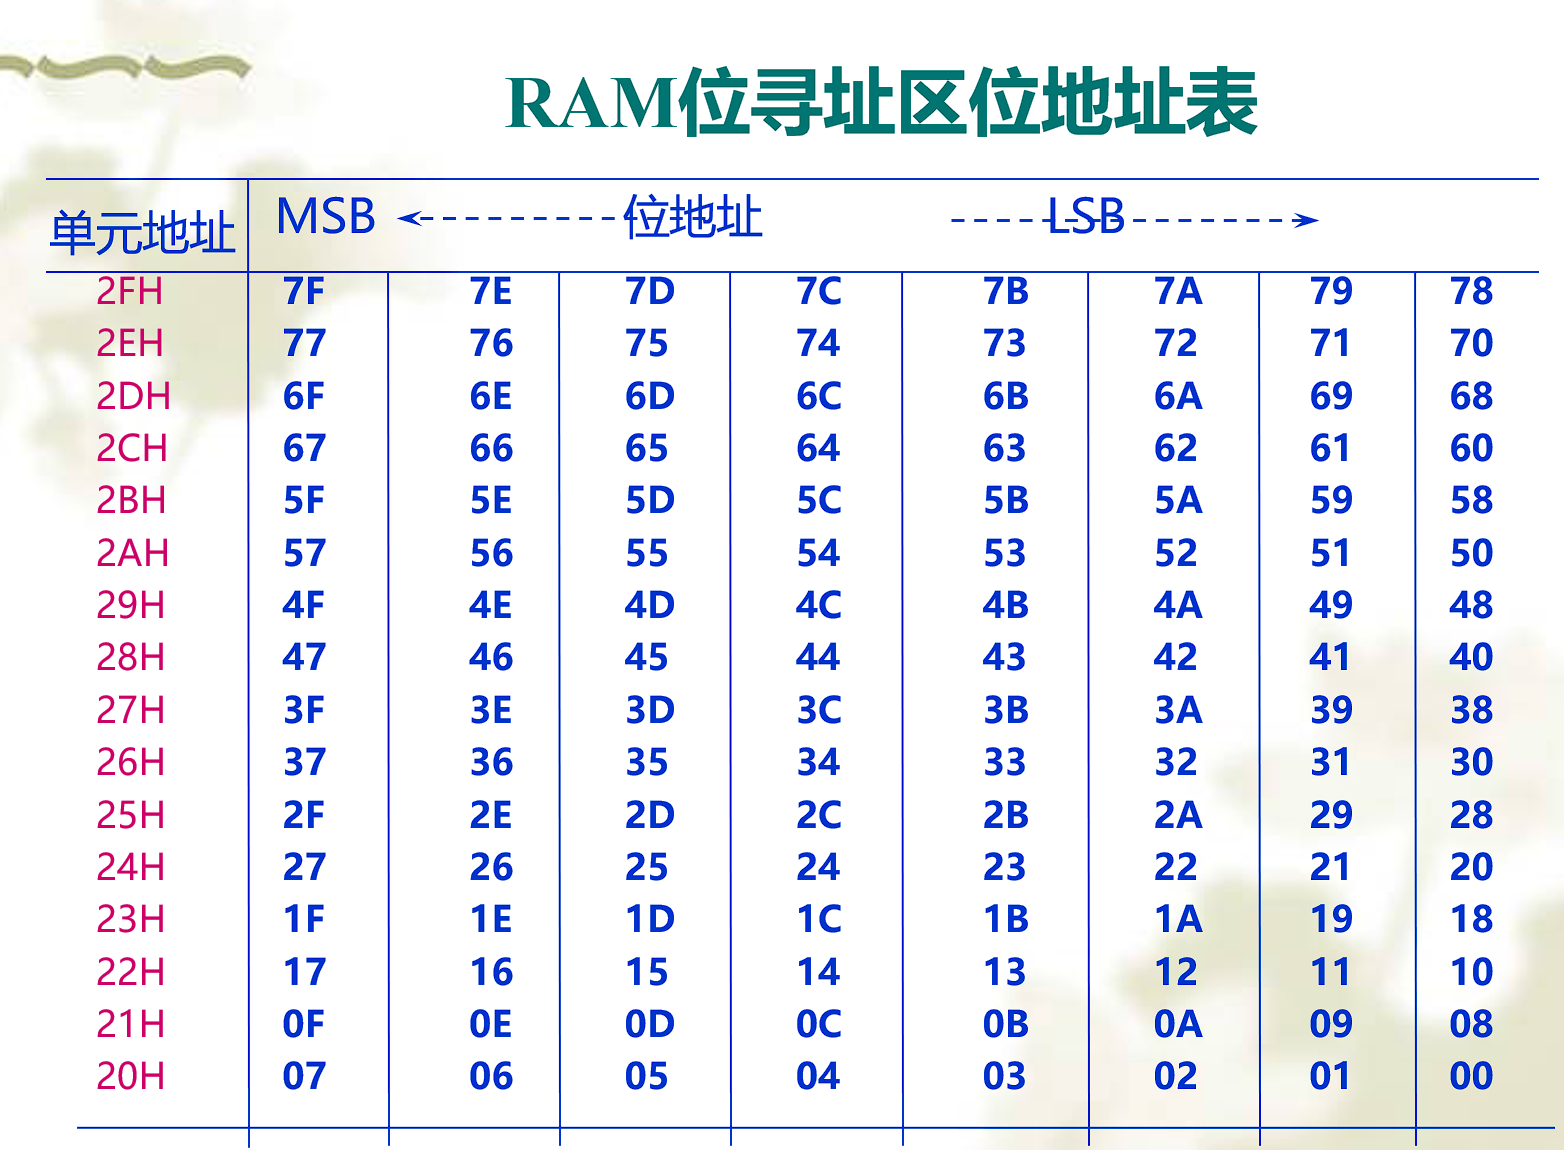 RAM位寻址区位地址表
单元地址 MSB 位地址 LSB
2FH 7F 7E 7D 7C 7B 7A 79 78
2EH 77 76 75 74 73 72 71 70
2DH 6F 6E 6D 6C 6B 6A 69 68
2CH 67 66 65 64 63 62 61 60
2BH 5F 5E 5D 5C 5B 5A 59 58
2AH 57 56 55 54 53 52 51 50
29H 4F 4E 4D 4C 4B 4A 49 48
28H 47 46 45 44 43 42 41 40
27H 3F 3E 3D 3C 3B 3A 39 38
26H 37 36 35 34 33 32 31 30
25H 2F 2E 2D 2C 2B 2A 29 28
24H 27 26 25 24 23 22 21 20
23H 1F 1E 1D 1C 1B 1A 19 18
22H 17 16 15 14 13 12 11 10
21H 0F 0E 0D 0C 0B 0A 09 08
20H 07 06 05 04 03 02 01 00